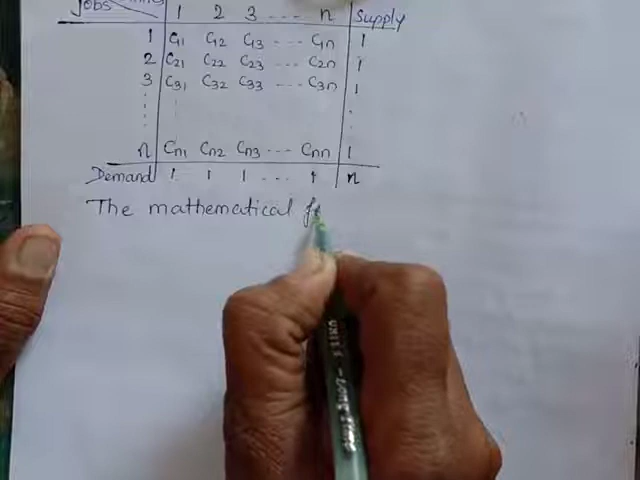 Jobs 1 2 3 .... n Supply
1 C11 C12 C13 ... C1n 1
2 C21 C22 C23 ... C2n 1
3 C31 C32 C33 ... C3n 1
n Cn1 Cn2 Cn3 ... Cnn 1
Demand 1 1 1 ... 1 n
The mathematical fo